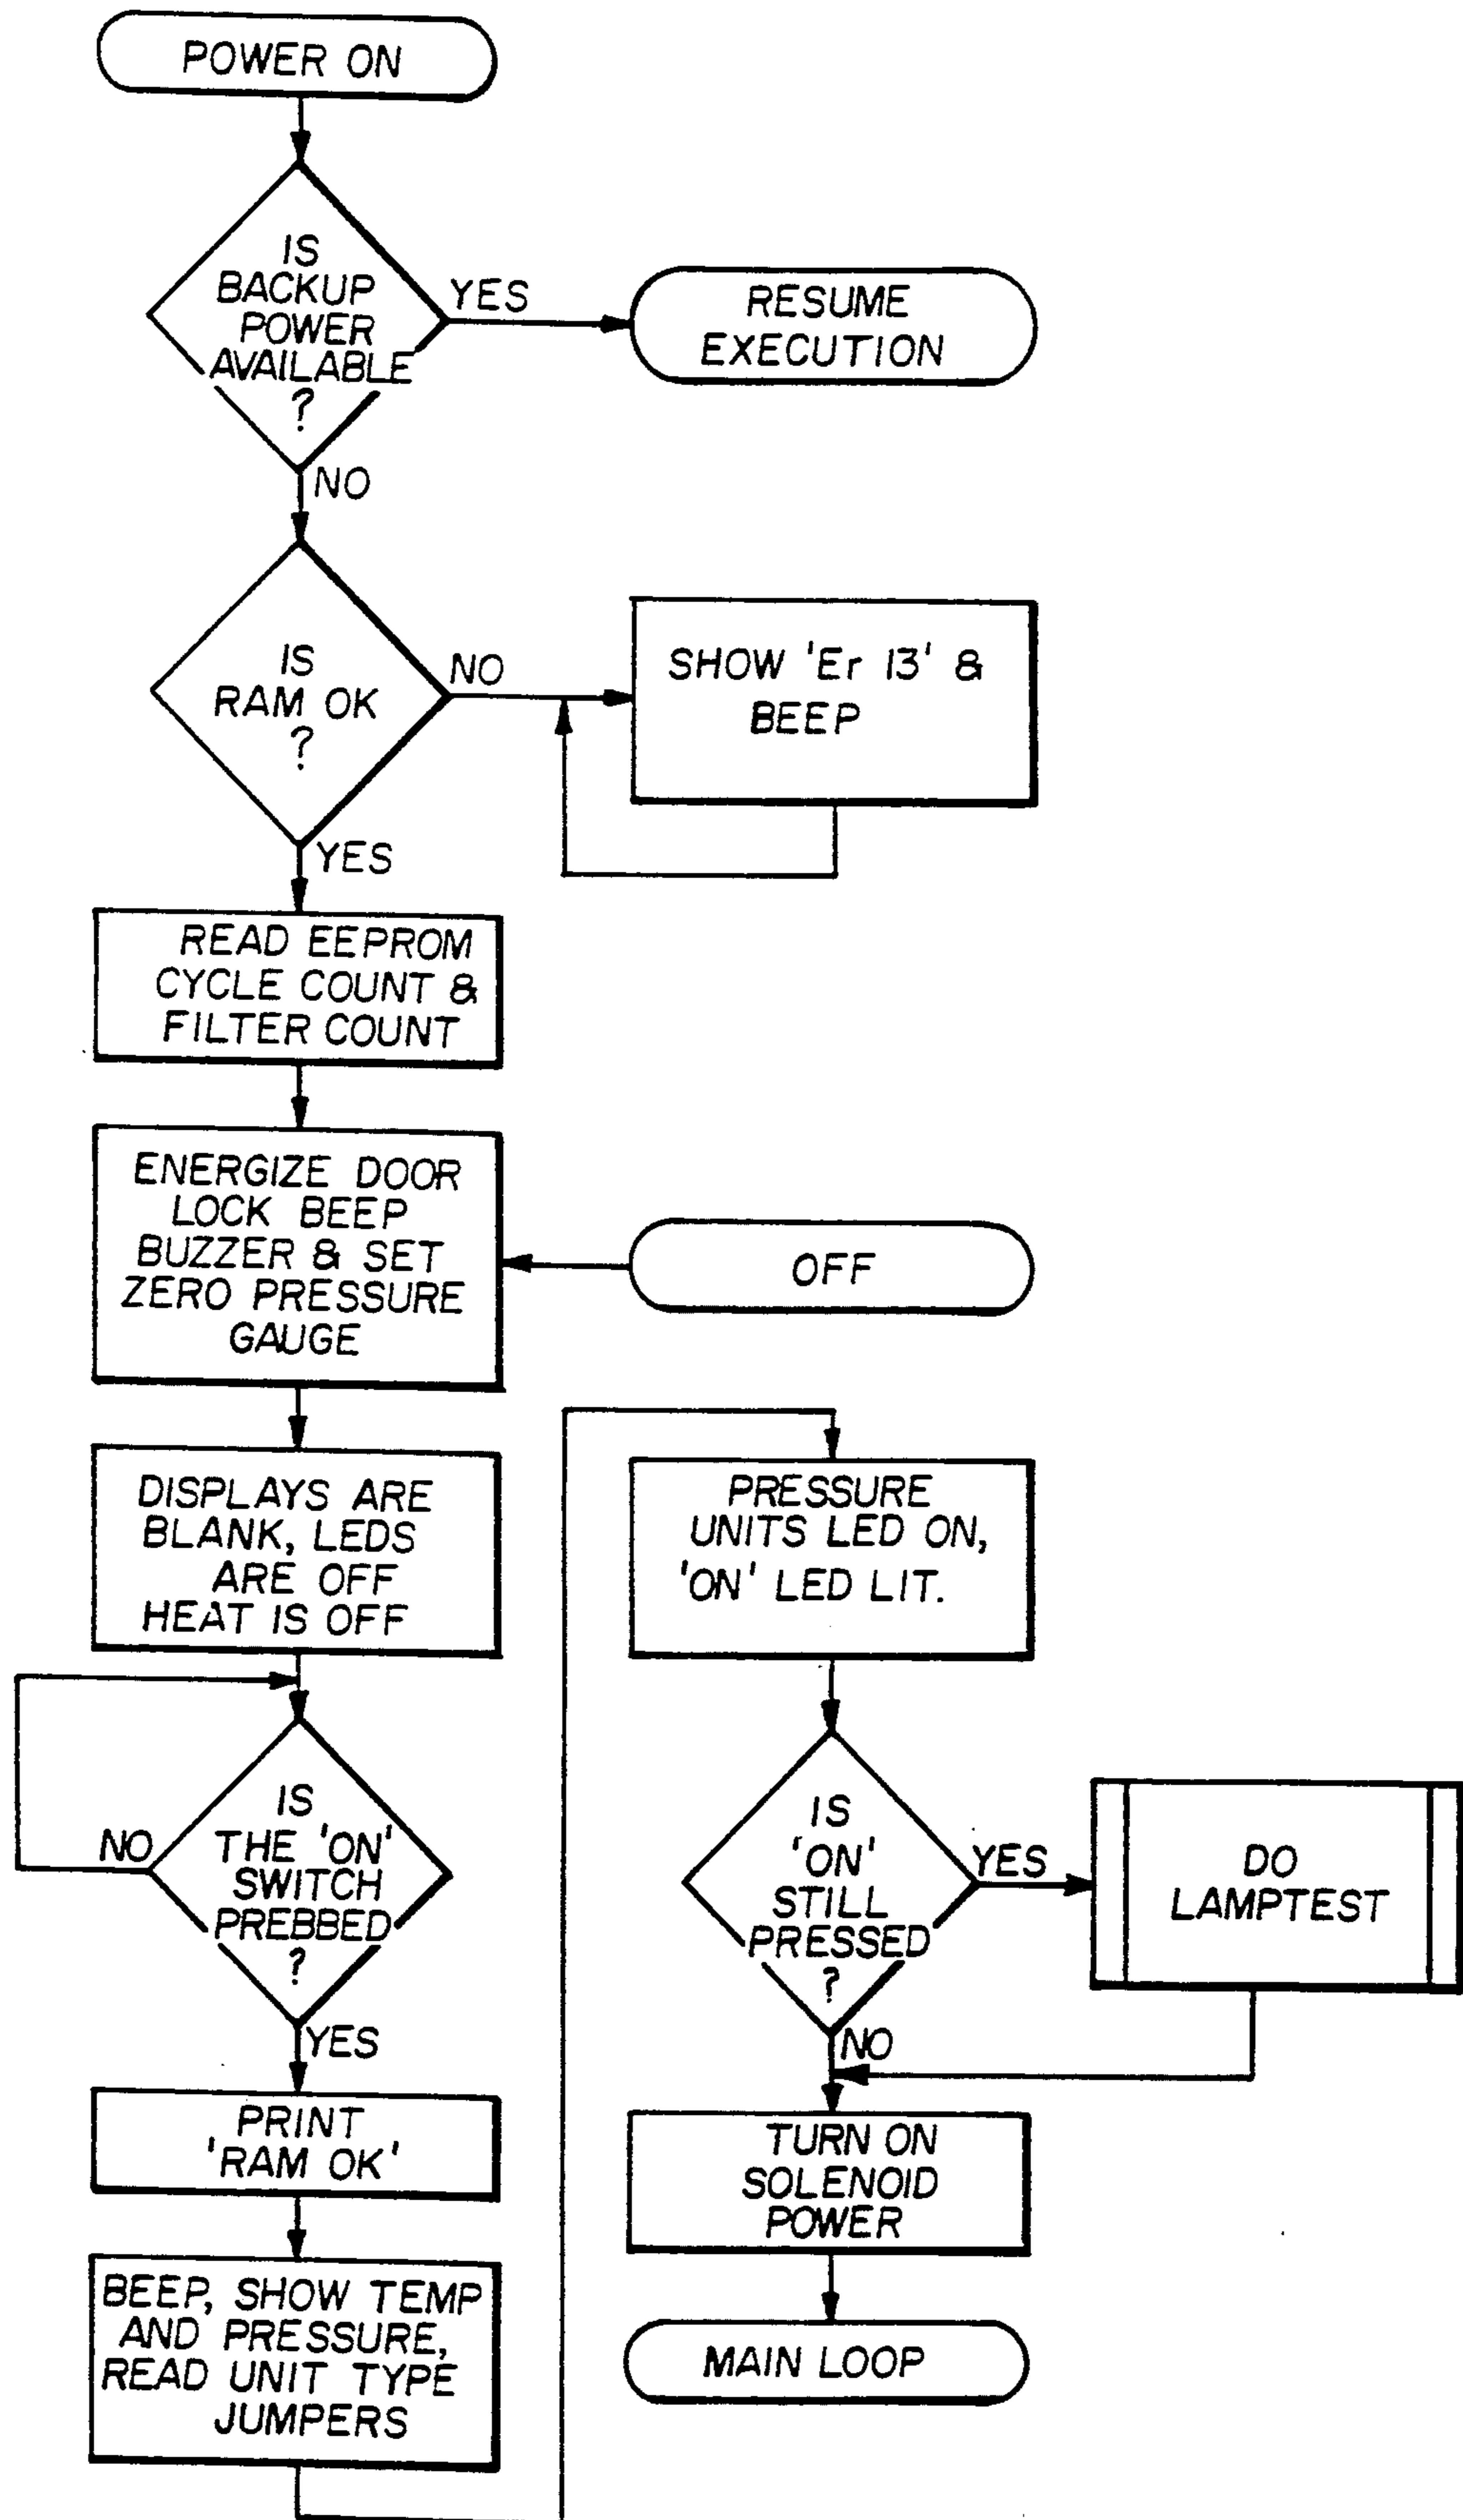 POWER ON
IS
BACKUP
POWER
AVAILABLE
?
YES
RESUME
EXECUTION
NO
IS
RAM OK
?
NO
SHOW 'Er 13' &
BEEP
YES
READ EEPROM
CYCLE COUNT &
FILTER COUNT
ENERGIZE DOOR
LOCK BEEP
BUZZER & SET
ZERO PRESSURE
GAUGE
OFF
DISPLAYS ARE
BLANK, LEDS
ARE OFF
HEAT IS OFF
IS
THE 'ON'
SWITCH
PREBBED
?
NO
YES
PRINT
'RAM OK'
BEEP, SHOW TEMP
AND PRESSURE,
READ UNIT TYPE
JUMPERS
PRESSURE
UNITS LED ON,
'ON' LED LIT.
IS
'ON'
STILL
PRESSED
?
YES
DO
LAMPTEST
NO
TURN ON
SOLENOID
POWER
MAIN LOOP